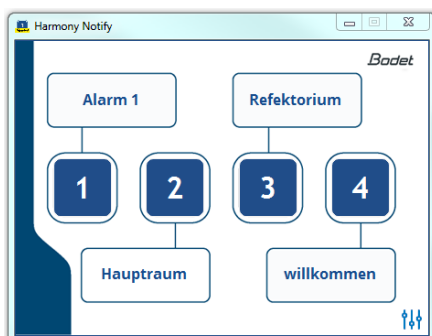 Harmony Notify
Bodet
Alarm 1
Refektorium
1
2
3
4
Hauptraum
willkommen